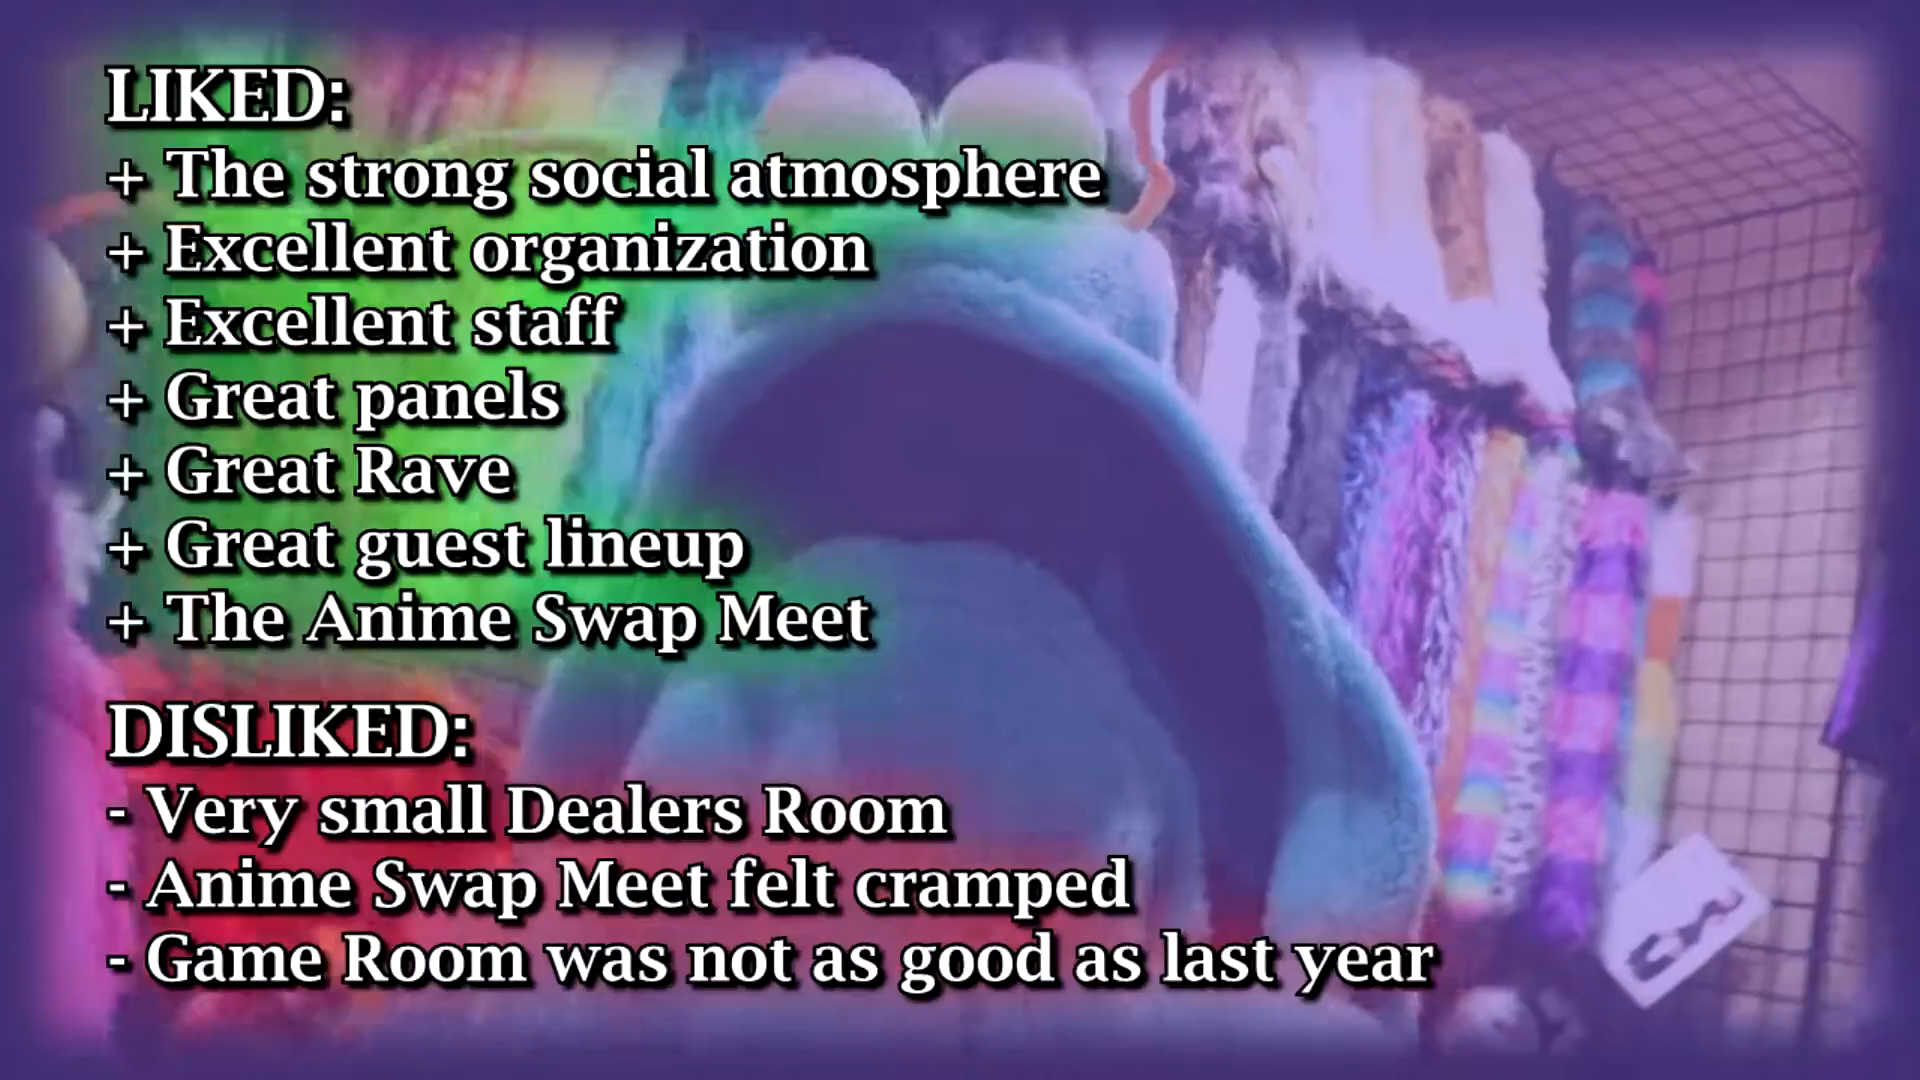 LIKED:
+ The strong social atmosphere
+ Excellent organization
+ Excellent staff
+ Great panels
+ Great Rave
+ Great guest lineup
+ The Anime Swap Meet
DISLIKED:
- Very small Dealers Room
- Anime Swap Meet felt cramped
- Game Room was not as good as last year